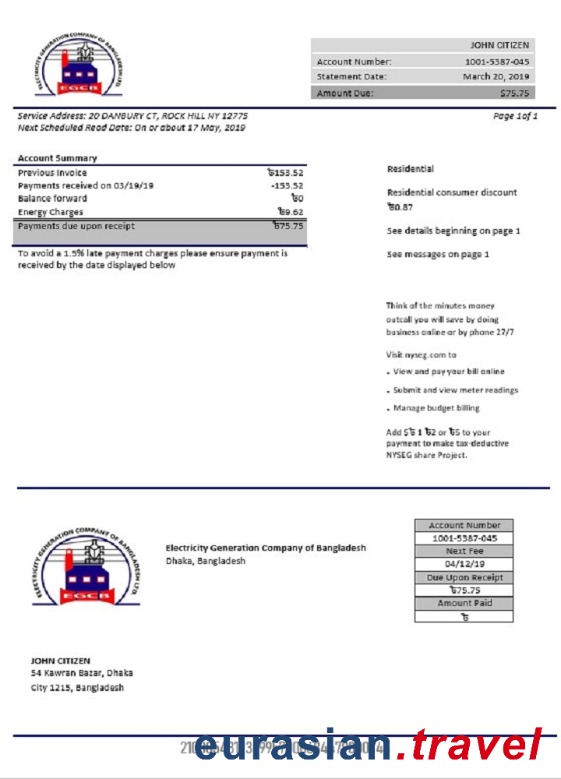 ELECTRICITY GENERATION COMPANY OF BANGLADESH LTD.
EGCB
JOHN CITIZEN
Account Number: 1001-5387-045
Statement Date: March 20, 2019
Amount Due: $75.75
Service Address: 20 DANBURY CT, ROCK HILL NY 12775
Page 1of 1
Next Scheduled Read Date: On or about 17 May, 2019
Account Summary
Previous Invoice ৳153.52
Payments received on 03/19/19 -153.52
Balance forward ৳0
Energy Charges ৳89.62
Payments due upon receipt ৳75.75
To avoid a 1.5% late payment charges please ensure payment is
received by the date displayed below
Residential
Residential consumer discount
৳0.87
See details beginning on page 1
See messages on page 1
Think of the minutes money
outcall you will save by doing
business online or by phone 27/7
Visit nyseg.com to
• View and pay your bill online
• Submit and view meter readings
• Manage budget billing
Add $৳ 1 ৳2 or ৳5 to your
payment to make tax-deductive
NYSEG share Project.
ELECTRICITY GENERATION COMPANY OF BANGLADESH LTD.
EGCB
Electricity Generation Company of Bangladesh
Dhaka, Bangladesh
Account Number
1001-5387-045
Next Fee
04/12/19
Due Upon Receipt
৳75.75
Amount Paid
৳
JOHN CITIZEN
54 Kawran Bazar, Dhaka
City 1215, Bangladesh
eurasian.travel